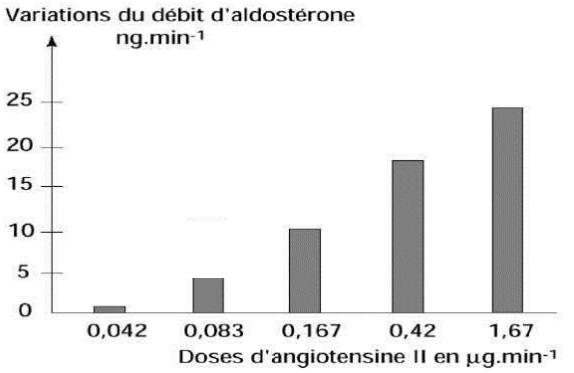 Variations du débit d'aldostérone
ng.min-1
25
20
15
10
5
0
0,042 0,083 0,167 0,42 1,67
Doses d'angiotensine II en µg.min-1